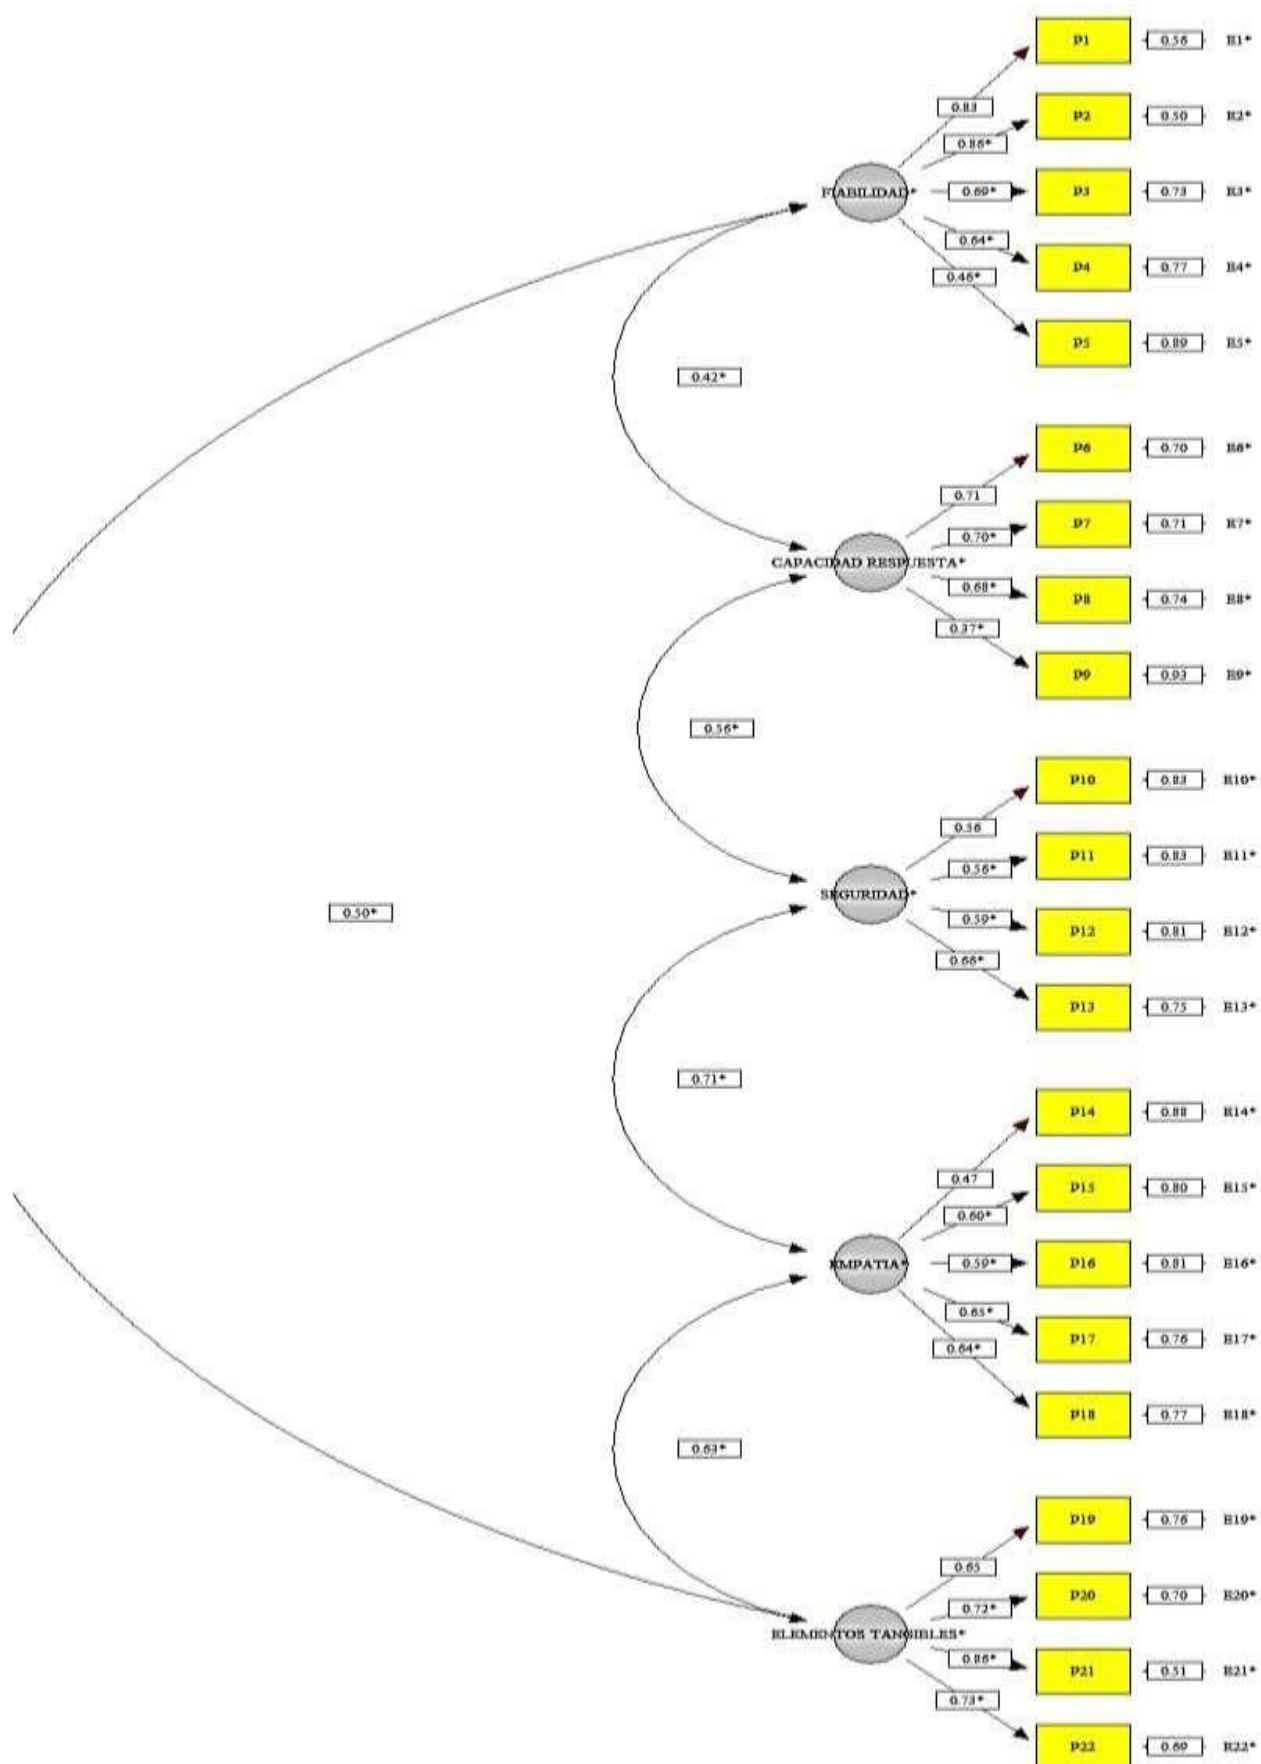 P1 0.56 E1*
0.83
P2 0.50 E2*
0.86*
FIABILIDAD* 0.69* P3 0.73 E3*
0.64*
P4 0.77 E4*
0.46*
P5 0.89 E5*
0.42*
P6 0.70 E6*
0.71
P7 0.71 E7*
0.70*
CAPACIDAD RESPUESTA*
0.68* P8 0.74 E8*
0.37*
P9 0.93 E9*
0.56*
P10 0.83 E10*
0.56
P11 0.83 E11*
0.56*
SEGURIDAD*
0.50*
0.59* P12 0.81 E12*
0.66*
P13 0.75 E13*
0.71*
P14 0.88 E14*
0.47
P15 0.80 E15*
0.60*
EMPATIA* 0.59* P16 0.81 E16*
0.65*
P17 0.76 E17*
0.64*
P18 0.77 E18*
0.63*
P19 0.76 E19*
0.65
P20 0.70 E20*
0.72*
ELEMENTOS TANGIBLES*
0.86* P21 0.51 E21*
0.73*
P22 0.69 E22*